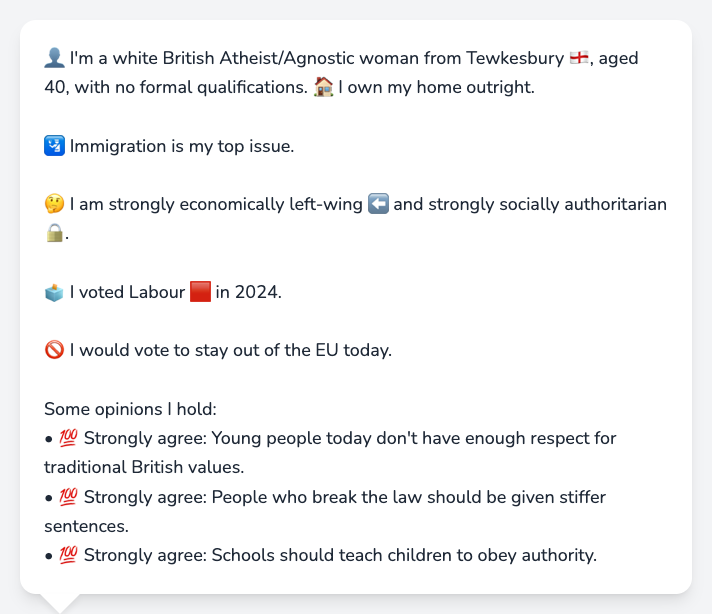 👤 I'm a white British Atheist/Agnostic woman from Tewkesbury 🏴󠁧󠁢󠁥󠁮󠁧󠁿, aged
40, with no formal qualifications. 🏠 I own my home outright.
🛂 Immigration is my top issue.
🤔 I am strongly economically left-wing ⬅️ and strongly socially authoritarian
🔒.
🗳️ I voted Labour 🟥 in 2024.
🚫 I would vote to stay out of the EU today.
Some opinions I hold:
• 💯 Strongly agree: Young people today don't have enough respect for
traditional British values.
• 💯 Strongly agree: People who break the law should be given stiffer
sentences.
• 💯 Strongly agree: Schools should teach children to obey authority.